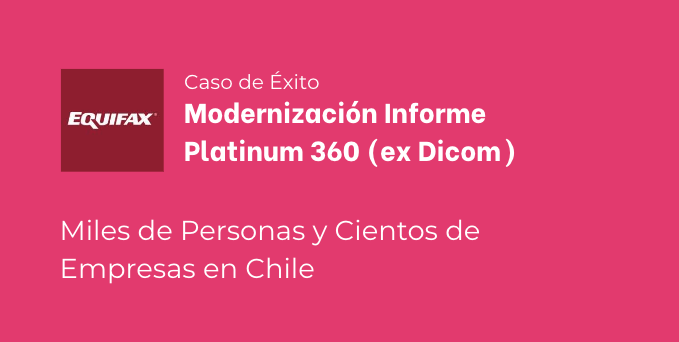 EQUIFAX
Caso de Éxito
Modernización Informe
Platinum 360 (ex Dicom)
Miles de Personas y Cientos de
Empresas en Chile